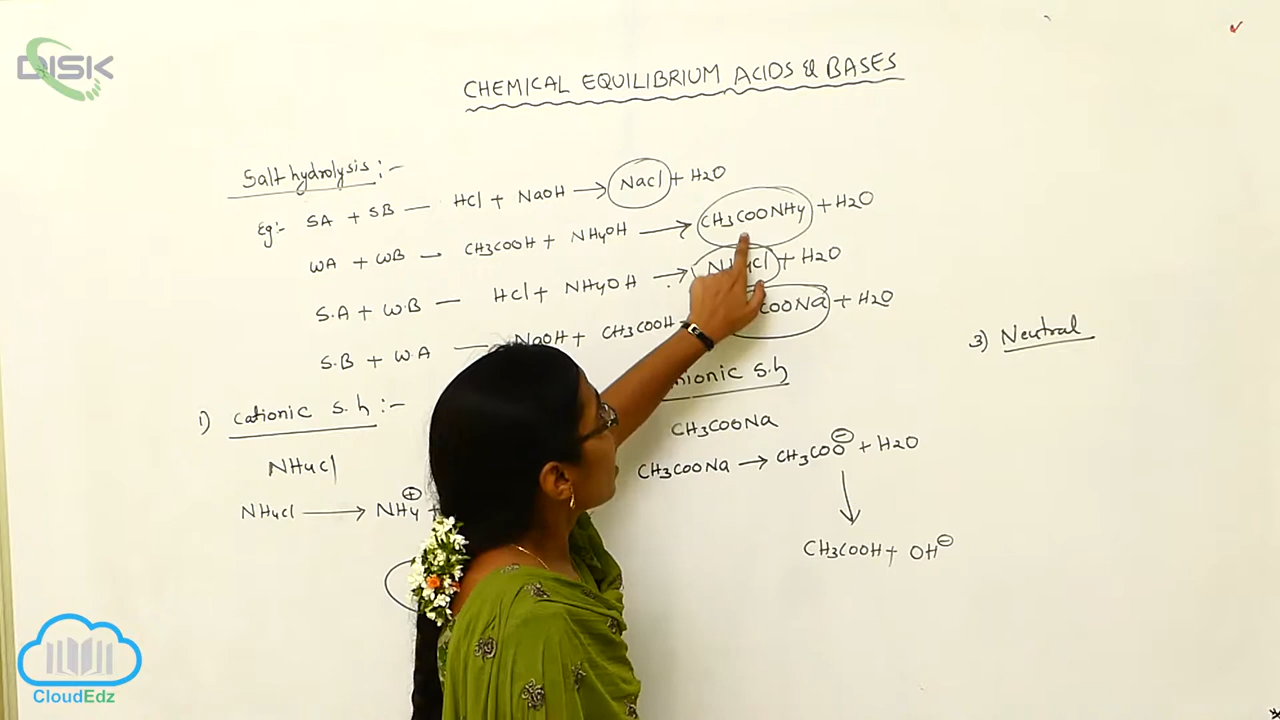 DISK
CHEMICAL EQUILIBRIUM ACIDS & BASES
Salt hydrolysis :-
Eg:- SA + SB — HCl + NaOH → Nacl + H2O
WA + WB — CH3COOH + NH4OH → CH3COONH4 + H2O
S.A + W.B — HCl + NH4OH → NH4cl + H2O
S.B + W.A — NaOH + CH3COOH COONa + H2O
3) Neutral
1) Cationic S.h :-
nionic S.h
NH4cl
CH3COONa
NH4cl → NH4⊕ +
CH3COONa → CH3COO⊖ + H2O
↓
CH3COOH + OH⊖
CloudEdz